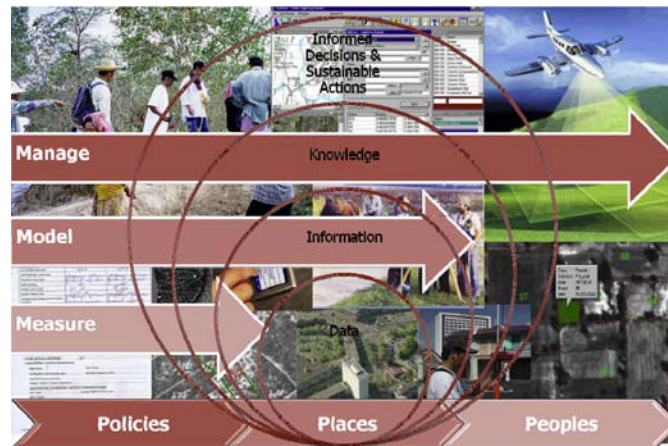 Informed
Decisions &
Sustainable
Actions
Manage
Knowledge
Model
Information
Measure
Data
Policies
Places
Peoples